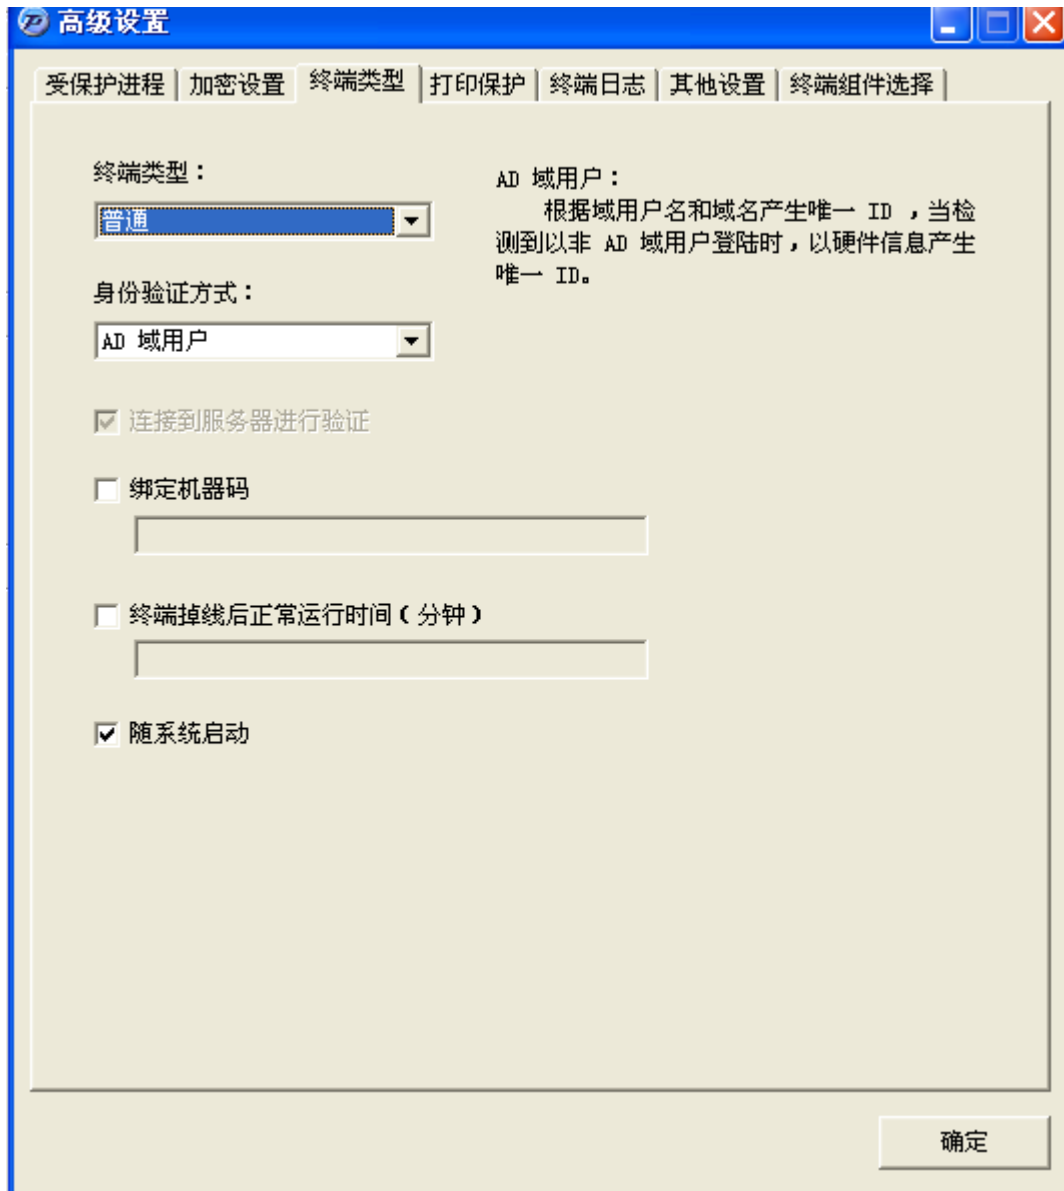 高级设置
受保护进程 加密设置 终端类型 打印保护 终端日志 其他设置 终端组件选择
终端类型：
普通
身份验证方式：
AD 域用户
AD 域用户：
根据域用户名和域名产生唯一 ID ，当检
测到以非 AD 域用户登陆时，以硬件信息产生
唯一 ID。
连接到服务器进行验证
绑定机器码
终端掉线后正常运行时间（分钟）
随系统启动
确定